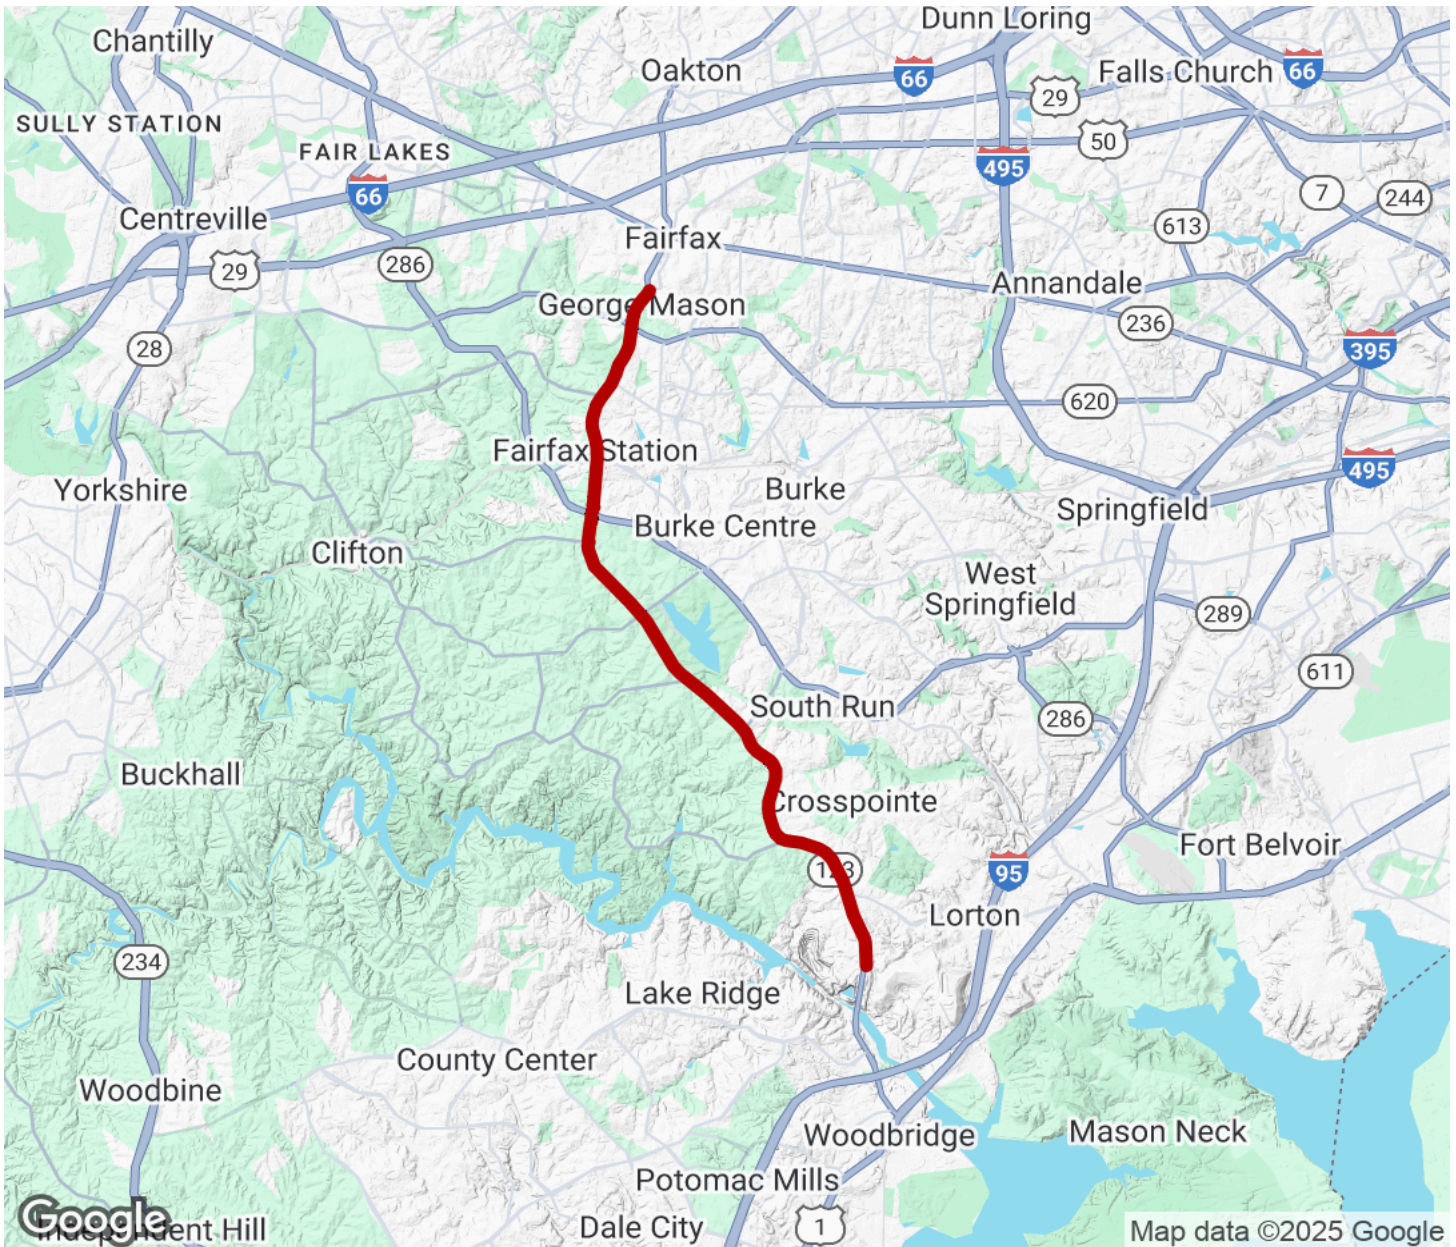 Dunn Loring
Chantilly
Oakton
66
Falls Church
66
29
SULLY STATION
50
FAIR LAKES
495
66
7
244
Centreville
613
Fairfax
29
286
Annandale
George Mason
236
28
395
620
Fairfax Station
495
Yorkshire
Burke
Springfield
Burke Centre
Clifton
West
Springfield
289
611
South Run
286
Buckhall
Crosspointe
Fort Belvoir
123
95
Lorton
234
Lake Ridge
County Center
Woodbine
Woodbridge
Mason Neck
Potomac Mills
Google
Independent Hill
Dale City
1
Map data ©2025 Google